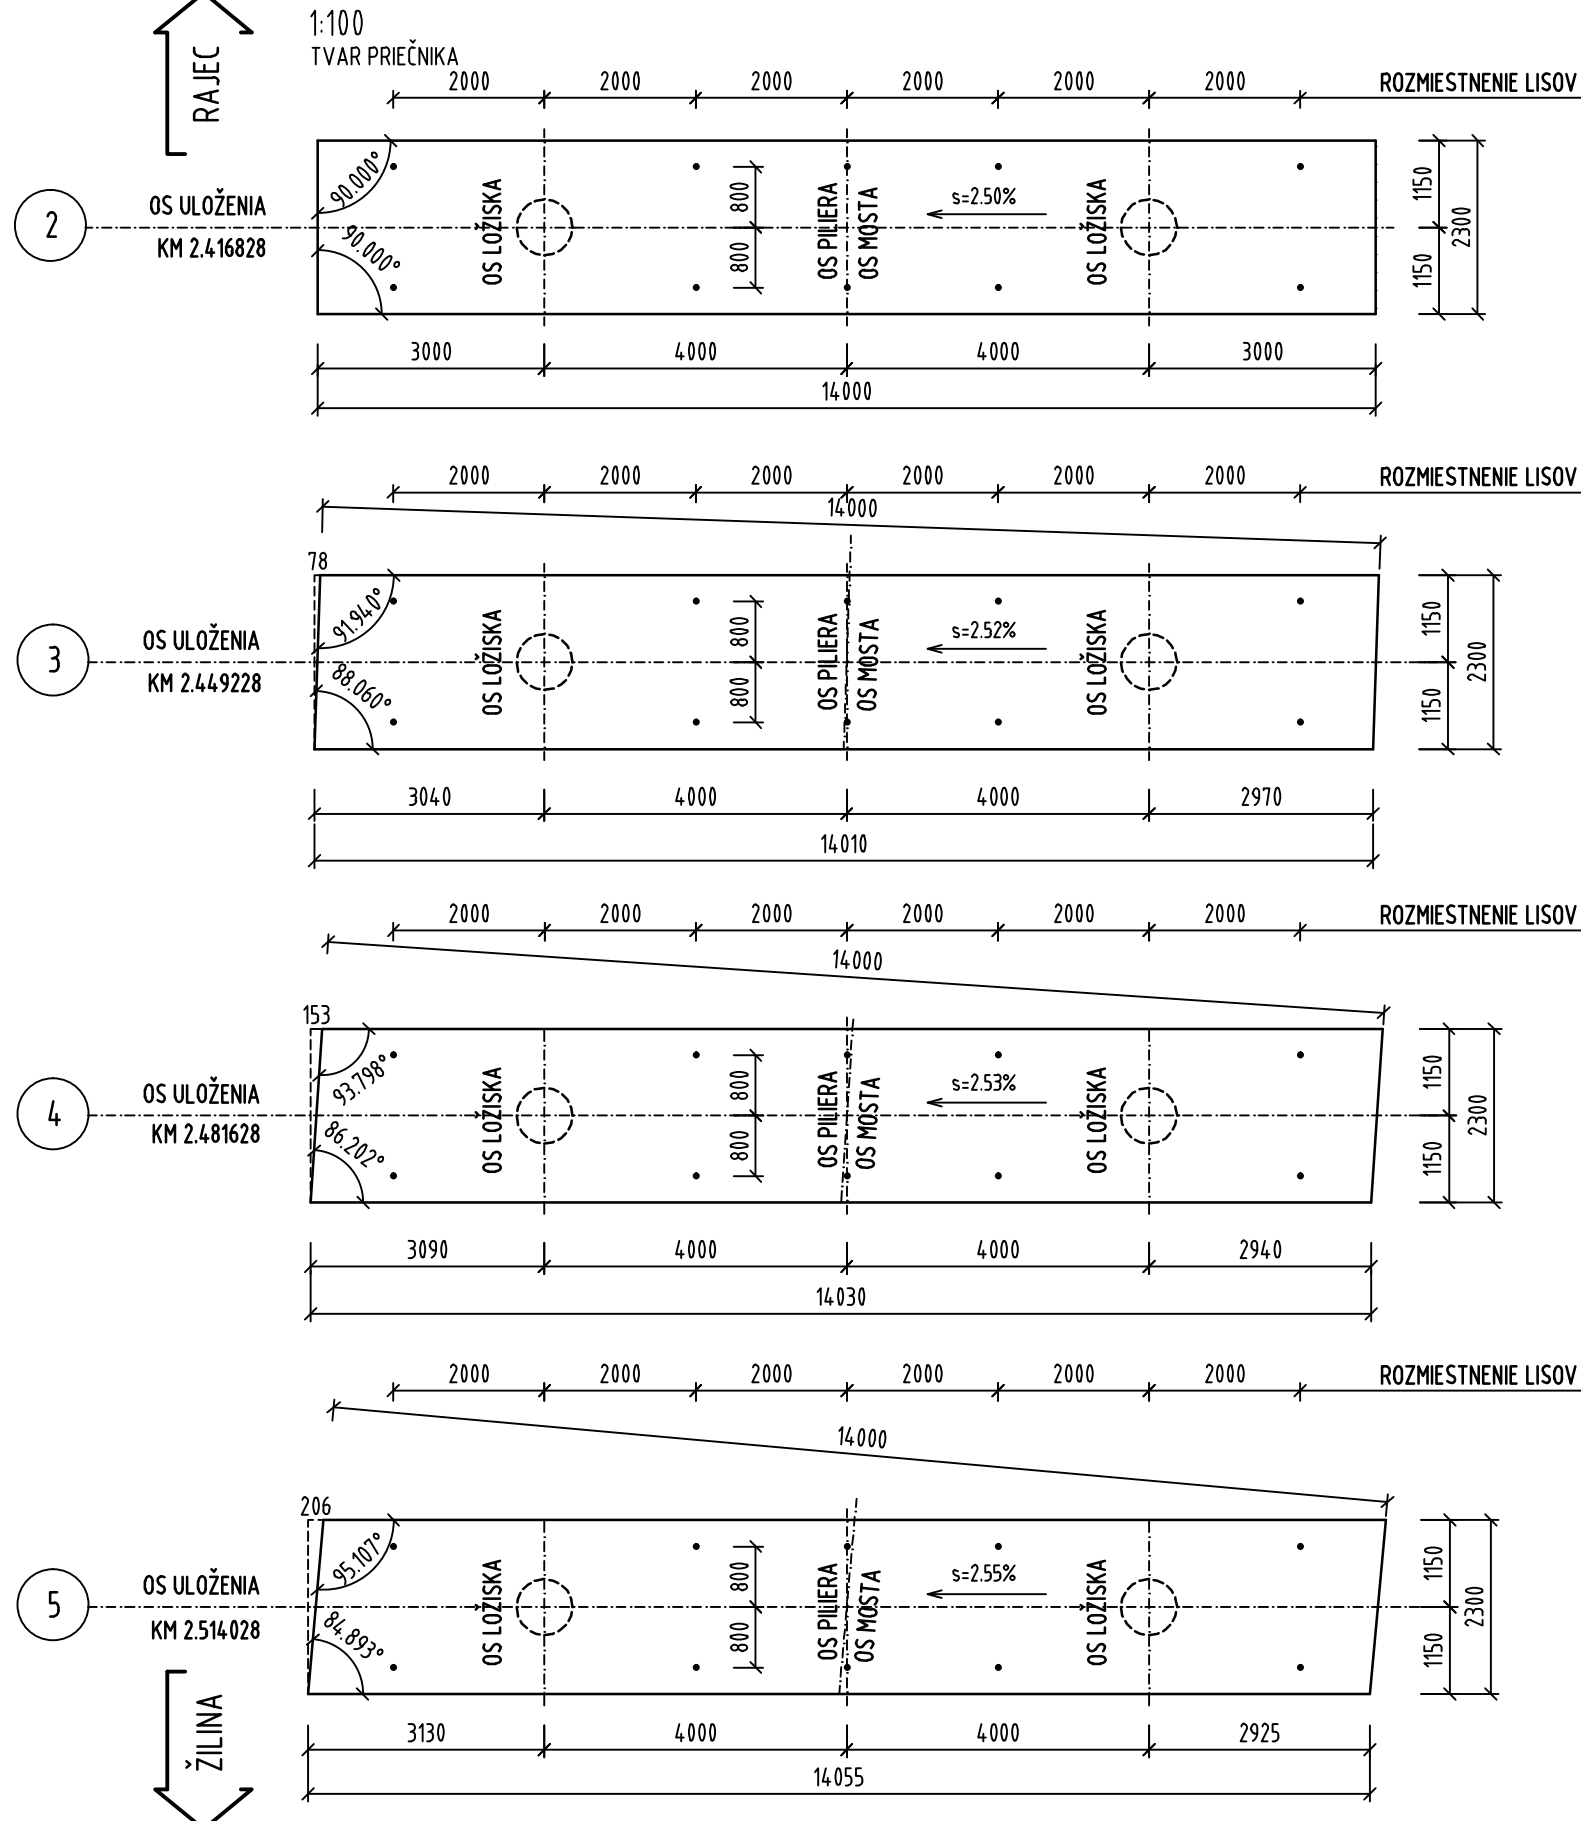 1:100
TVAR PRIEČNIKA
RAJEC
2000 2000 2000 2000 2000 2000 ROZMIESTNENIE LISOV
2
OS ULOŽENIA
KM 2.416828
90.000°
90.000°
OS LOŽISKA
800
800
OS PILIERA
OS MOSTA
s=2.50%
OS LOŽISKA
1150
1150
2300
3000 4000 4000 3000
14000
2000 2000 2000 2000 2000 2000 ROZMIESTNENIE LISOV
14000
78
3
OS ULOŽENIA
KM 2.449228
91.940°
88.060°
OS LOŽISKA
800
800
OS PILIERA
OS MOSTA
s=2.52%
OS LOŽISKA
1150
1150
2300
3040 4000 4000 2970
14010
2000 2000 2000 2000 2000 2000 ROZMIESTNENIE LISOV
14000
153
4
OS ULOŽENIA
KM 2.481628
93.798°
86.202°
OS LOŽISKA
800
800
OS PILIERA
OS MOSTA
s=2.53%
OS LOŽISKA
1150
1150
2300
3090 4000 4000 2940
14030
2000 2000 2000 2000 2000 2000 ROZMIESTNENIE LISOV
14000
206
5
OS ULOŽENIA
KM 2.514028
95.107°
84.893°
OS LOŽISKA
800
800
OS PILIERA
OS MOSTA
s=2.55%
OS LOŽISKA
1150
1150
2300
ŽILINA
3130 4000 4000 2925
14055